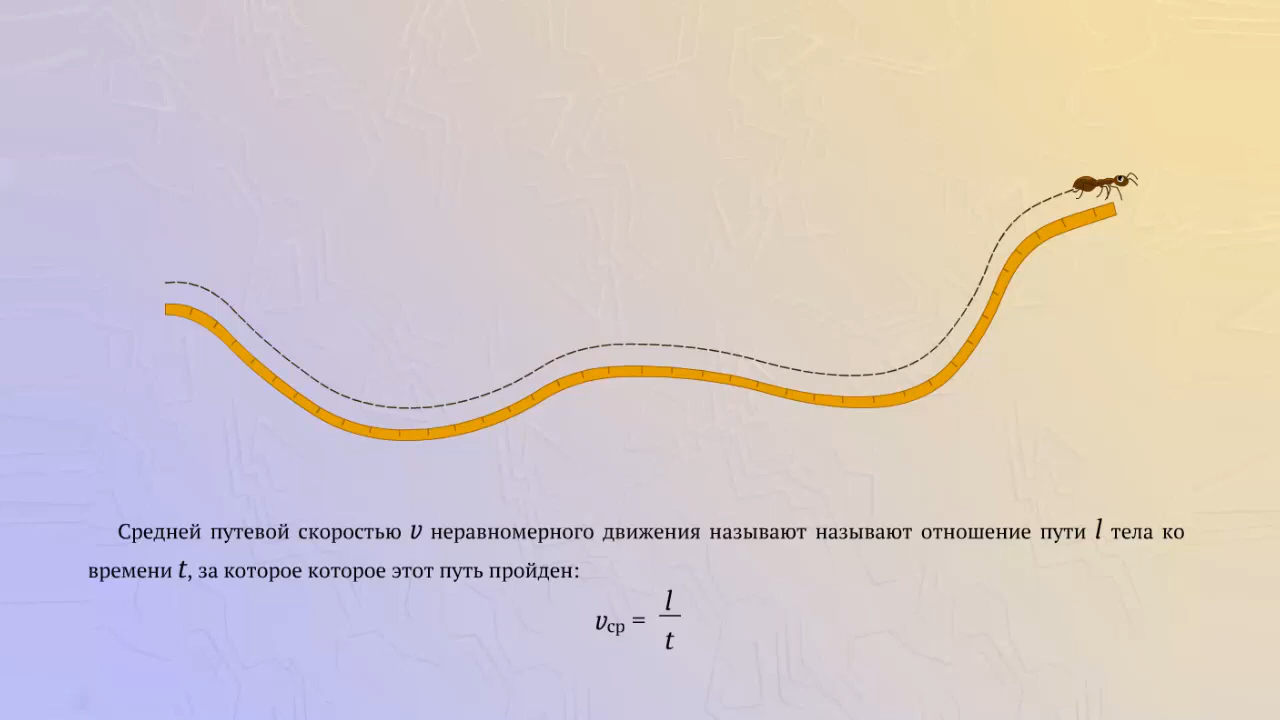 Средней путевой скоростью v неравномерного движения называют называют отношение пути l тела ко
времени t, за которое которое этот путь пройден:
vср = l/t